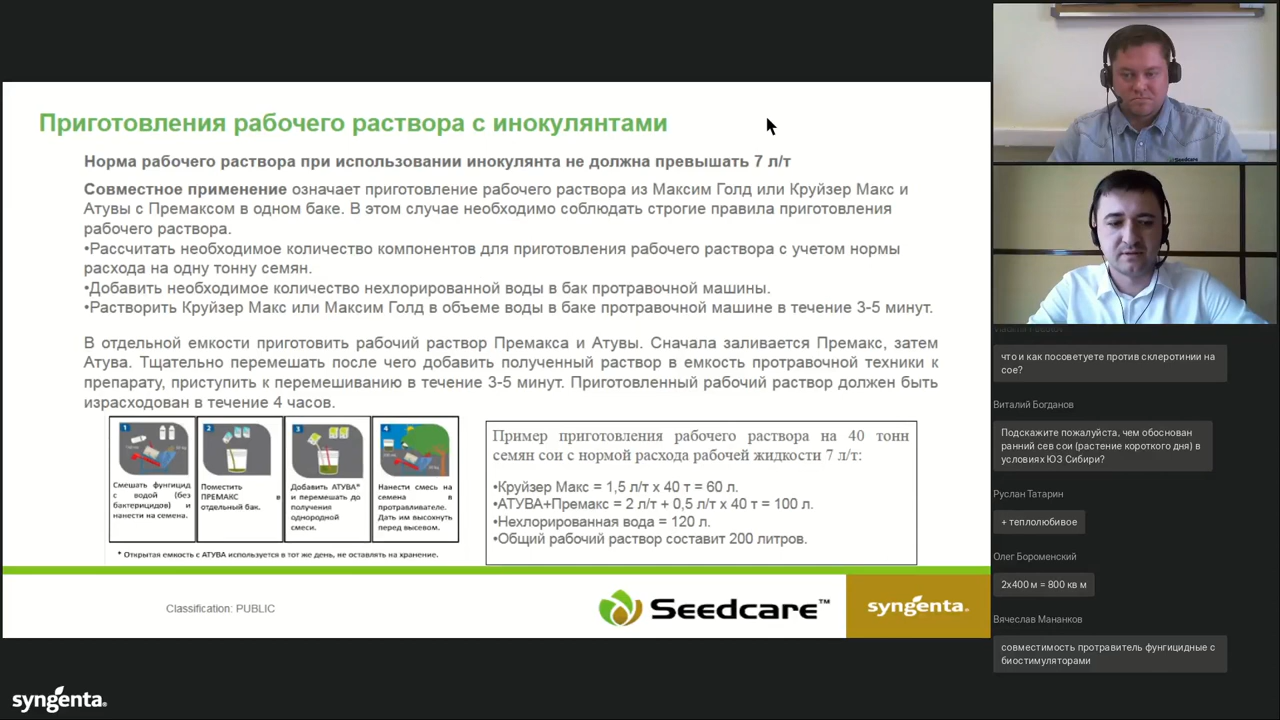 Приготовления рабочего раствора с инокулянтами
Норма рабочего раствора при использовании инокулянта не должна превышать 7 л/т
Совместное применение означает приготовление рабочего раствора из Максим Голд или Круйзер Макс и
Атувы с Премаксом в одном баке. В этом случае необходимо соблюдать строгие правила приготовления
рабочего раствора.
•Рассчитать необходимое количество компонентов для приготовления рабочего раствора с учетом нормы
расхода на одну тонну семян.
•Добавить необходимое количество нехлорированной воды в бак протравочной машины.
•Растворить Круйзер Макс или Максим Голд в объеме воды в баке протравочной машине в течение 3-5 минут.
В отдельной емкости приготовить рабочий раствор Премакса и Атувы. Сначала заливается Премакс, затем
Атува. Тщательно перемешать после чего добавить полученный раствор в емкость протравочной техники к
препарату, приступить к перемешиванию в течение 3-5 минут. Приготовленный рабочий раствор должен быть
израсходован в течение 4 часов.
1
Смешать фунгицид
с водой (без
бактерицидов) и
нанести на семена.
2
Поместить
ПРЕМАКС в
отдельный бак.
3
Добавить АТУВА*
и перемешать до
получения
однородной
смеси.
4
Нанести смесь на
семена в
протравливателе.
Дать им высохнуть
перед высевом.
* Открытая емкость с АТУВА используется в тот же день, не оставлять на хранение.
Пример приготовления рабочего раствора на 40 тонн
семян сои с нормой расхода рабочей жидкости 7 л/т:
•Круйзер Макс = 1,5 л/т х 40 т = 60 л.
•АТУВА+Премакс = 2 л/т + 0,5 л/т х 40 т = 100 л.
•Нехлорированная вода = 120 л.
•Общий рабочий раствор составит 200 литров.
Classification: PUBLIC
Seedcare™
syngenta.
syngenta.
Seedcare
что и как посоветуете против склеротинии на
сое?
Виталий Богданов
Подскажите пожалуйста, чем обоснован
ранний сев сои (растение короткого дня) в
условиях ЮЗ Сибири?
Руслан Татарин
+ теплолюбивое
Олег Бороменский
2х400 м = 800 кв м
Вячеслав Мананков
совместимость протравитель фунгицидные с
биостимуляторами